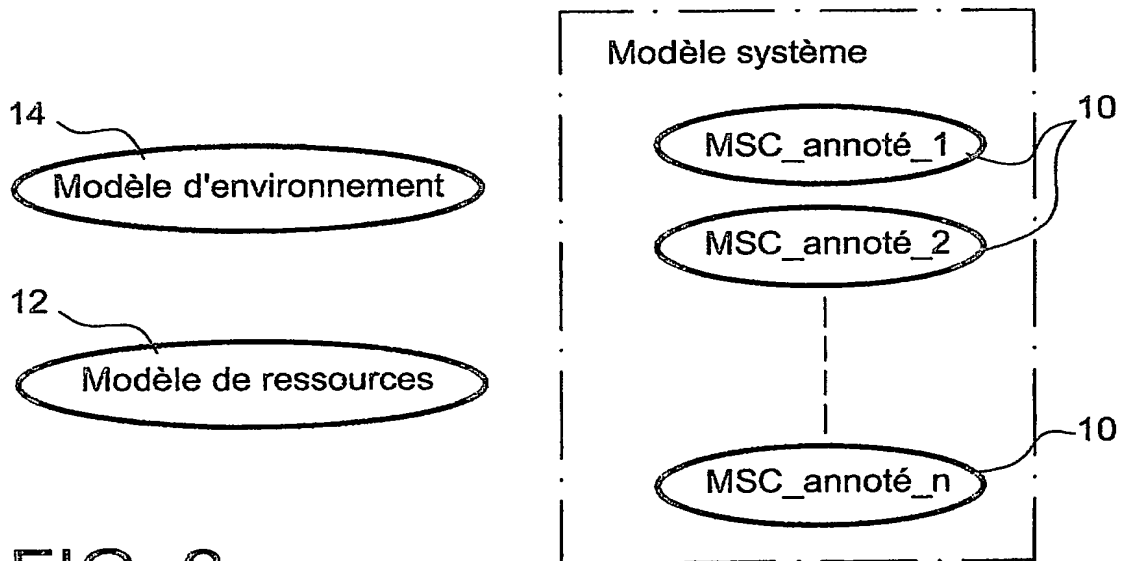 Modèle système
14
10
MSC_annoté_1
Modèle d'environnement
MSC_annoté_2
12
Modèle de ressources
10
MSC_annoté_n